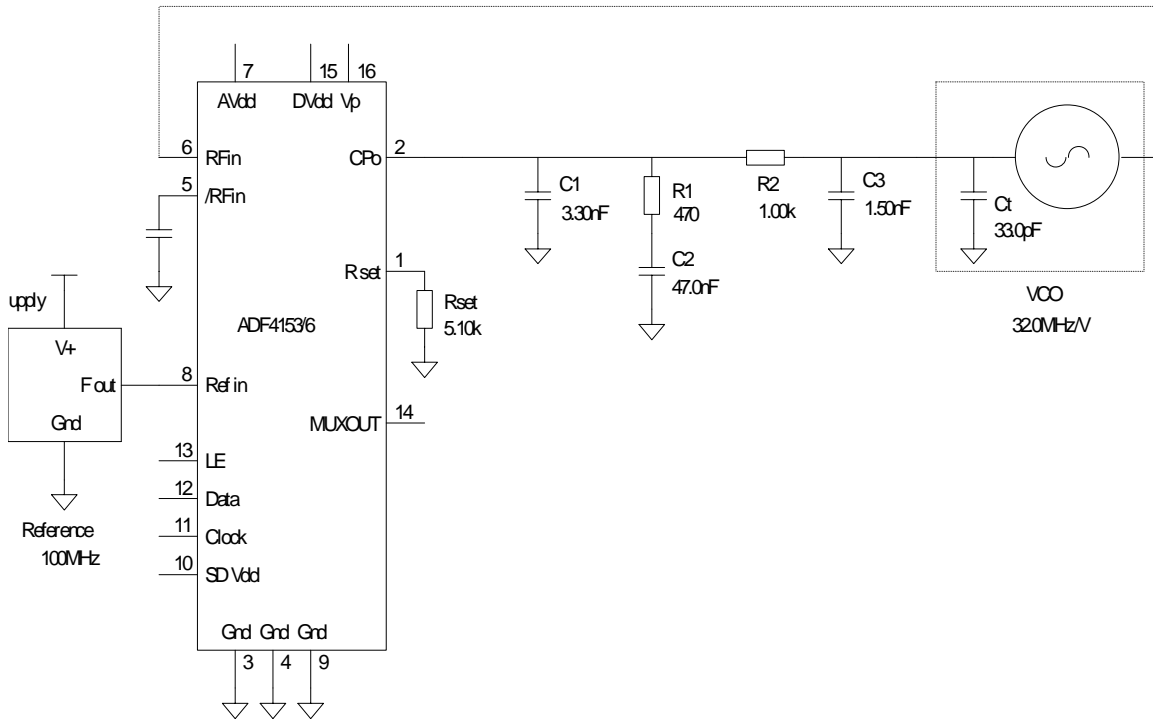 7 15 16
AVdd DVdd Vp
6 RFin
CPo 2
5 /RFin
C1
3.30nF
R1
470
R2
1.00k
C3
1.50nF
Ct
33.0pF
C2
47.0nF
VCO
32.0MHz/V
Rset 1
Rset
5.10k
ADF4153/6
upply
V+
Fout
Gnd
8 Ref in
MUXOUT 14
13 LE
12 Data
11 Clock
10 SDVdd
Reference
100MHz
Gnd Gnd Gnd
3 4 9